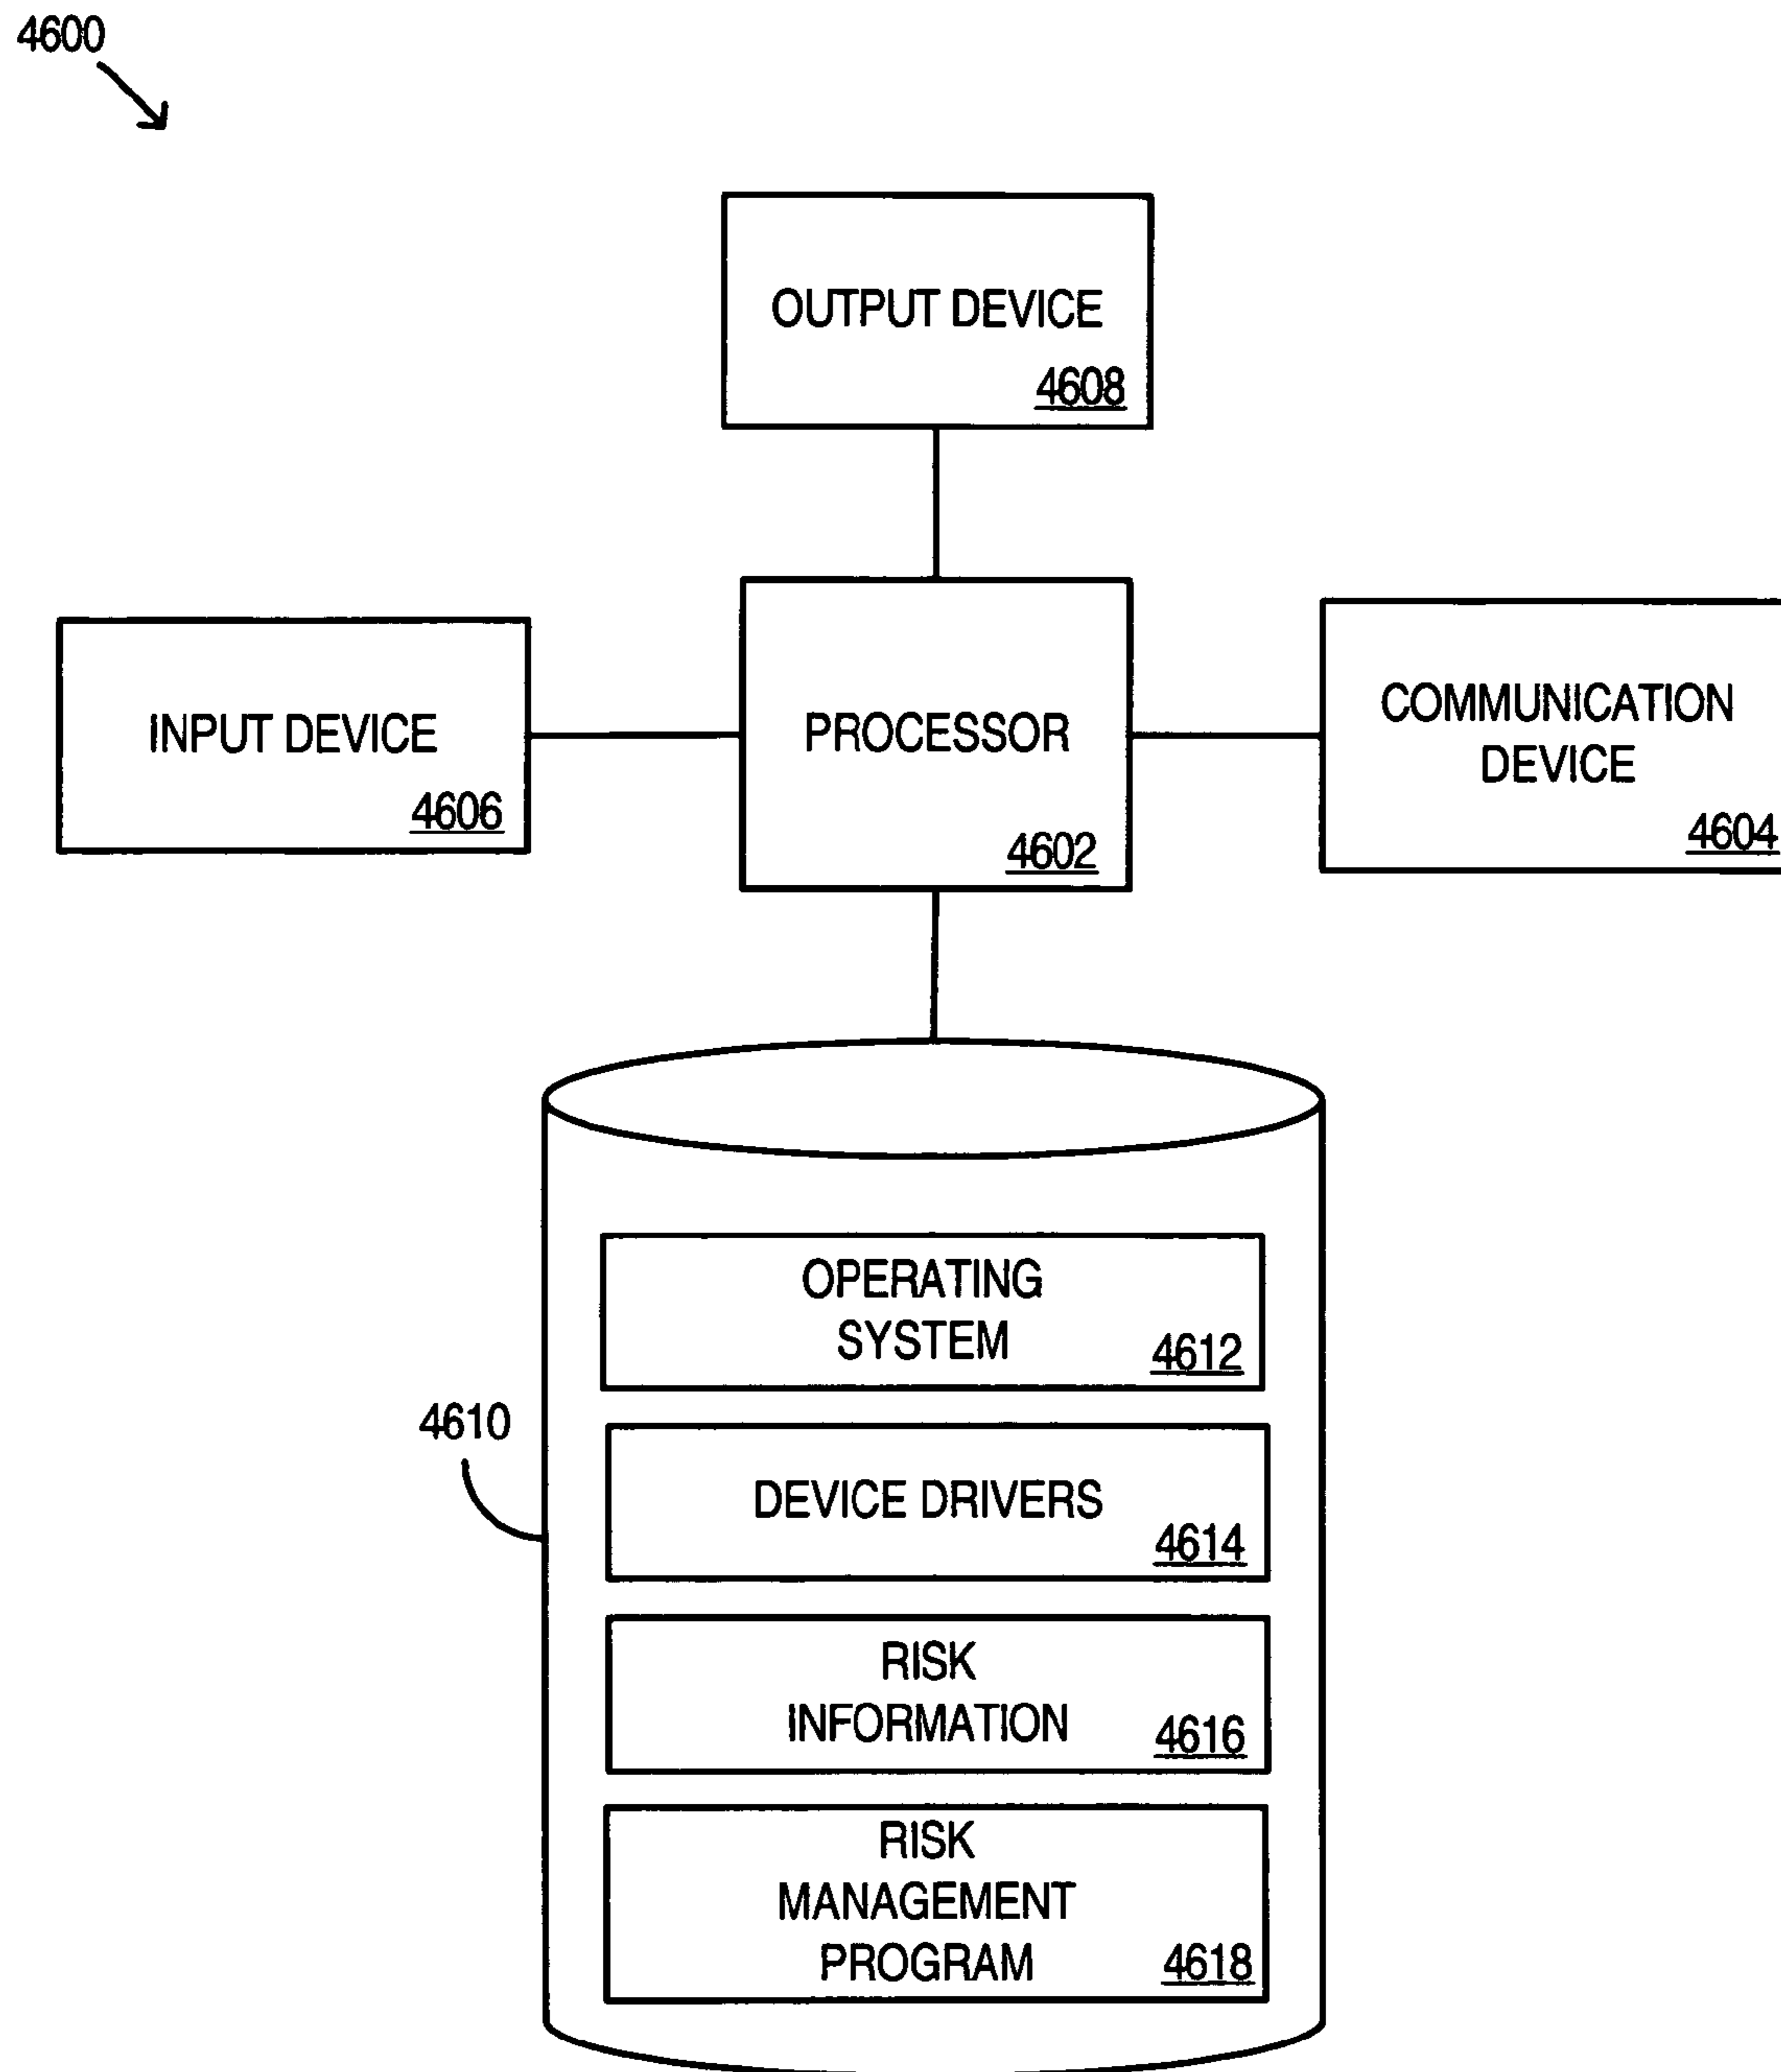 4600
OUTPUT DEVICE
4608
INPUT DEVICE
4606
PROCESSOR
4602
COMMUNICATION
DEVICE
4604
OPERATING
SYSTEM
4612
4610
DEVICE DRIVERS
4614
RISK
INFORMATION
4616
RISK
MANAGEMENT
PROGRAM
4618